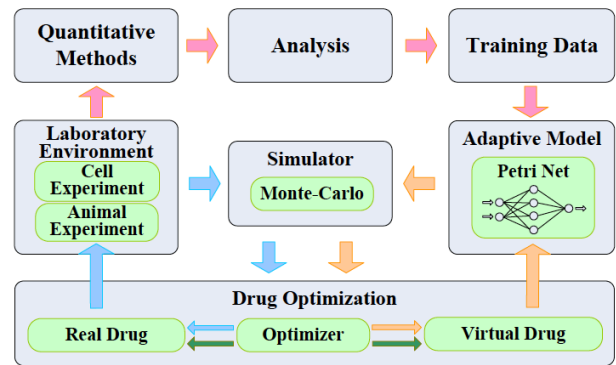 Quantitative
Methods
Analysis
Training Data
Laboratory
Environment
Cell
Experiment
Animal
Experiment
Simulator
Monte-Carlo
Adaptive Model
Petri Net
Drug Optimization
Real Drug
Optimizer
Virtual Drug